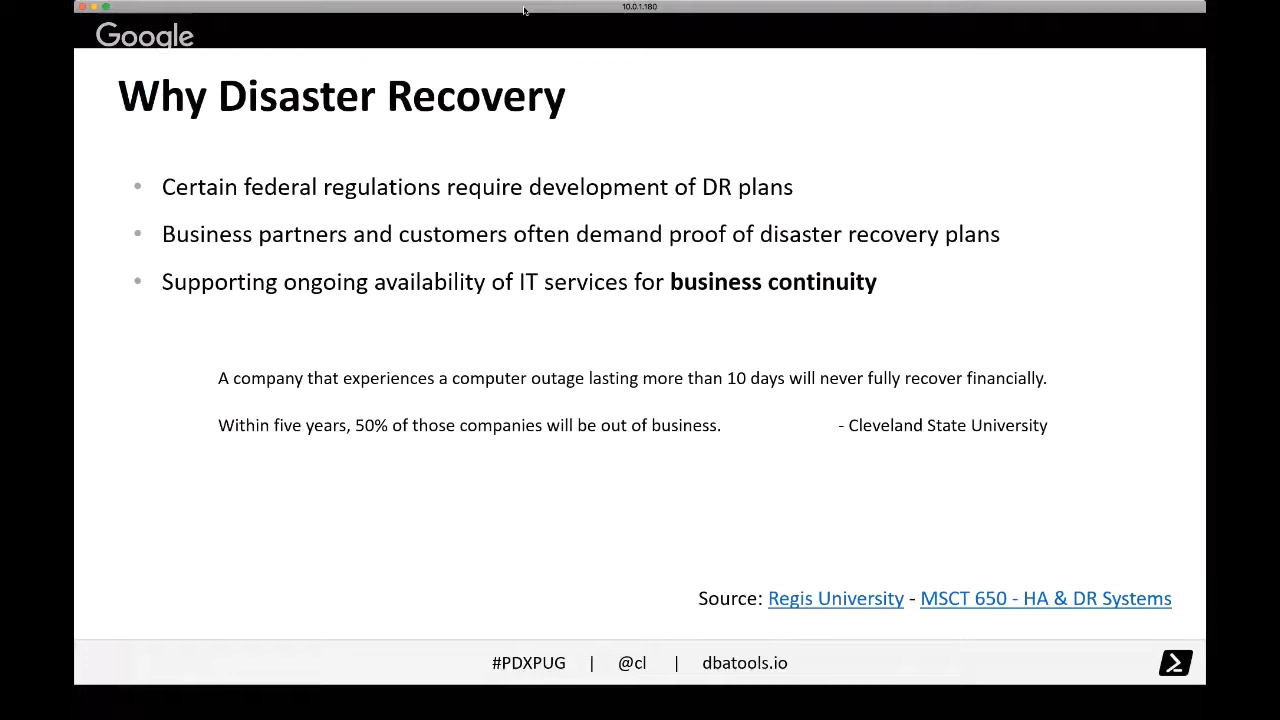 10.0.1.180
Google
Why Disaster Recovery
• Certain federal regulations require development of DR plans
• Business partners and customers often demand proof of disaster recovery plans
• Supporting ongoing availability of IT services for business continuity
A company that experiences a computer outage lasting more than 10 days will never fully recover financially.
Within five years, 50% of those companies will be out of business. - Cleveland State University
Source: Regis University - MSCT 650 - HA & DR Systems
#PDXPUG | @cl | dbatools.io